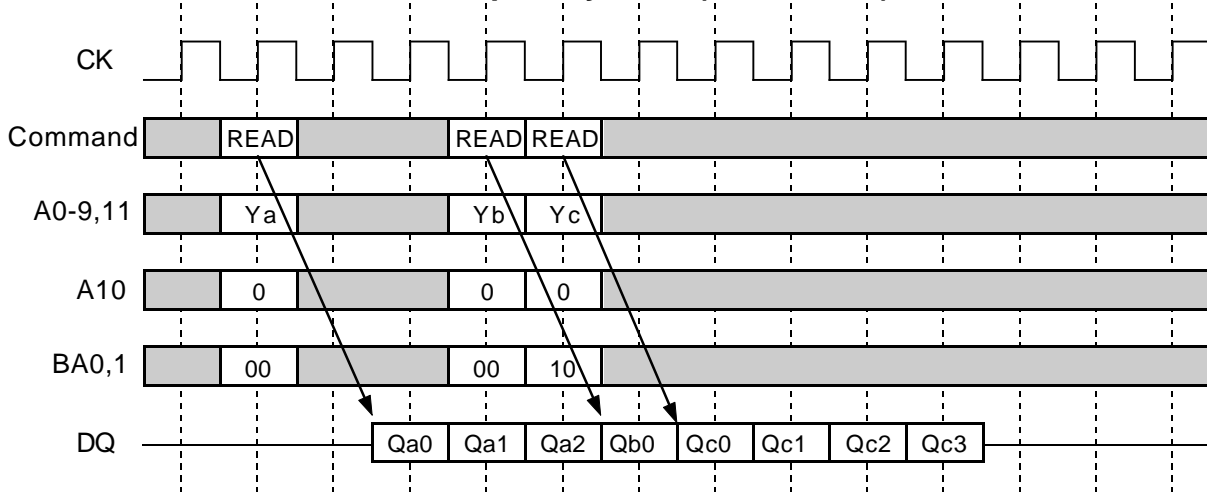 CK
Command READ READ READ
A0-9,11 Ya Yb Yc
A10 0 0 0
BA0,1 00 00 10
DQ Qa0 Qa1 Qa2 Qb0 Qc0 Qc1 Qc2 Qc3